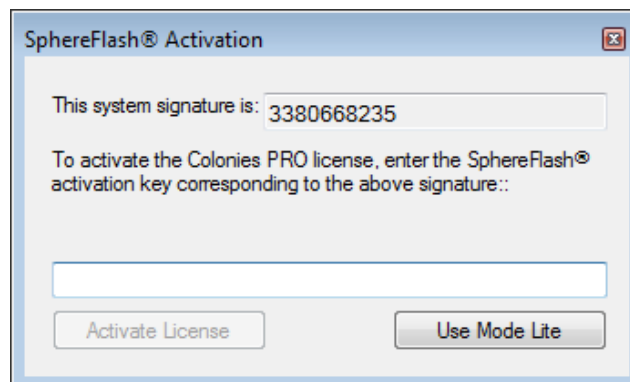 SphereFlash® Activation
This system signature is: 3380668235
To activate the Colonies PRO license, enter the SphereFlash®
activation key corresponding to the above signature::
Activate License Use Mode Lite